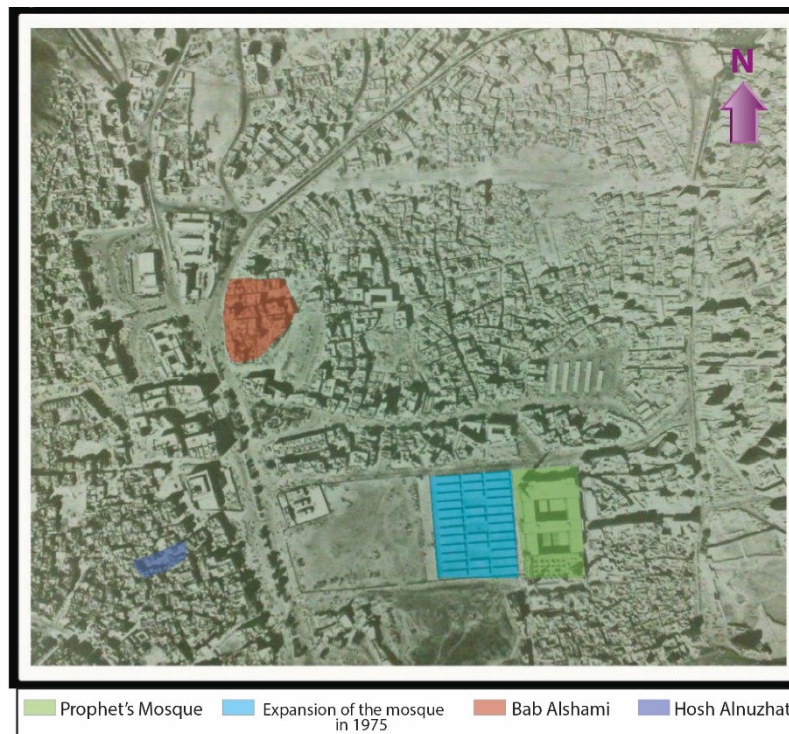 N
Prophet's Mosque
Expansion of the mosque
in 1975
Bab Alshami
Hosh Alnuzhat